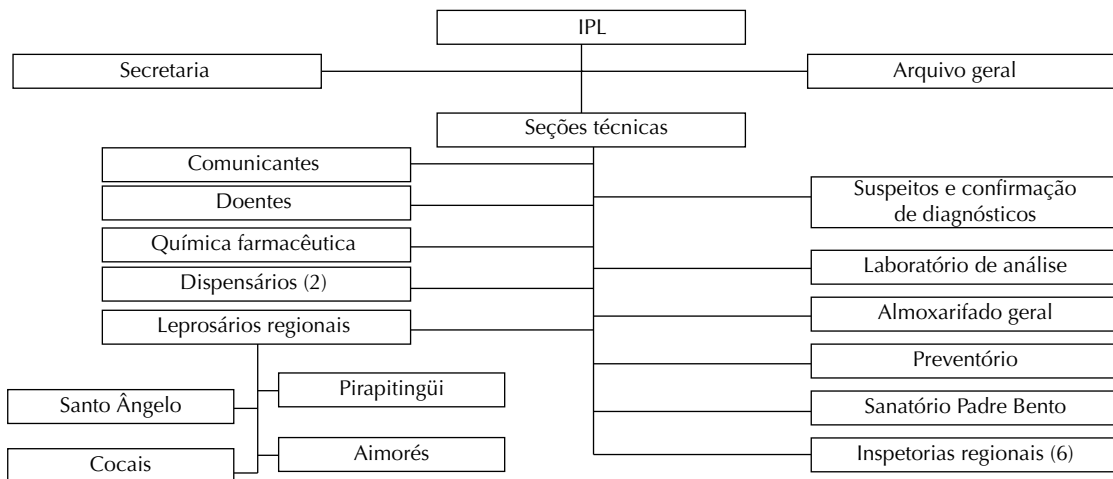 IPL
Secretaria
Arquivo geral
Seções técnicas
Comunicantes
Doentes
Química farmacêutica
Dispensários (2)
Leprosários regionais
Suspeitos e confirmação
de diagnósticos
Laboratório de análise
Almoxarifado geral
Preventório
Sanatório Padre Bento
Inspetorias regionais (6)
Santo Ângelo
Pirapitingüi
Cocais
Aimorés